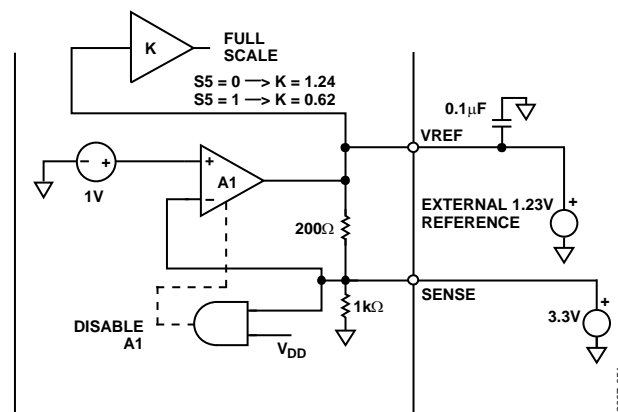 K
FULL
SCALE
S5 = 0 —> K = 1.24
S5 = 1 —> K = 0.62
0.1µF
VREF
− +
1V
+
A1
−
EXTERNAL 1.23V
REFERENCE
+
200Ω
SENSE
1kΩ
3.3V
+
DISABLE
A1
VDD